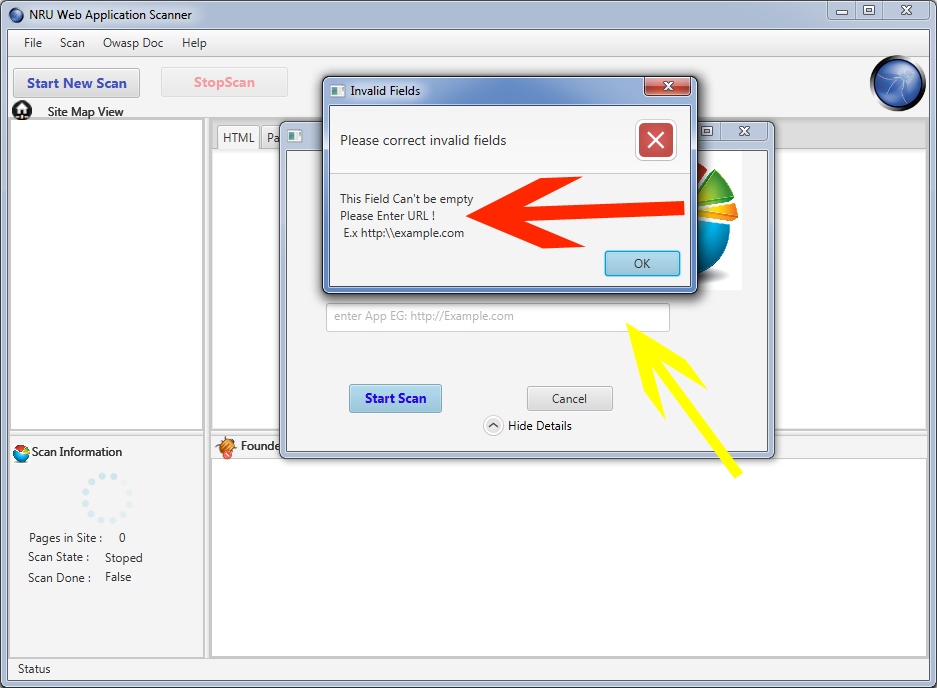 NRU Web Application Scanner
File Scan Owasp Doc Help
Start New Scan StopScan
Site Map View
HTML Pa
Invalid Fields
Please correct invalid fields
This Field Can't be empty
Please Enter URL !
E.x http:\\example.com
OK
enter App EG: http://Example.com
Start Scan Cancel
Hide Details
Scan Information
Pages in Site : 0
Scan State : Stoped
Scan Done : False
Founde
Status